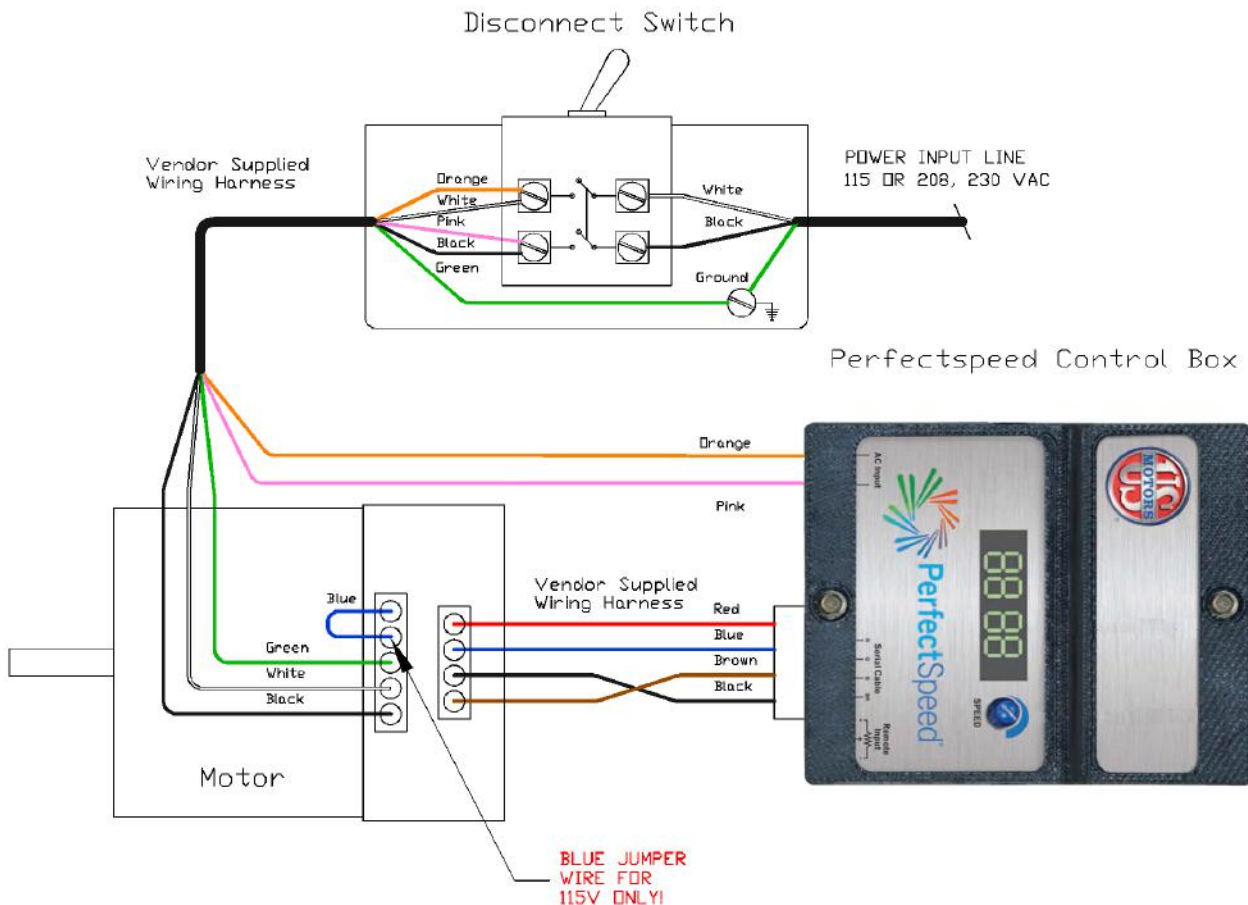 Disconnect Switch
Vendor Supplied
Wiring Harness
Orange
White
Pink
Black
Green
White
Black
Ground
POWER INPUT LINE
115 OR 208, 230 VAC
Perfectspeed Control Box
Orange
Pink
AC Input
US
MOTORS
PerfectSpeed
88 88
SPEED
Serial Cable
Remote
Input
Vendor Supplied
Wiring Harness
Red
Blue
Brown
Black
Blue
Green
White
Black
Motor
BLUE JUMPER
WIRE FOR
115V ONLY!